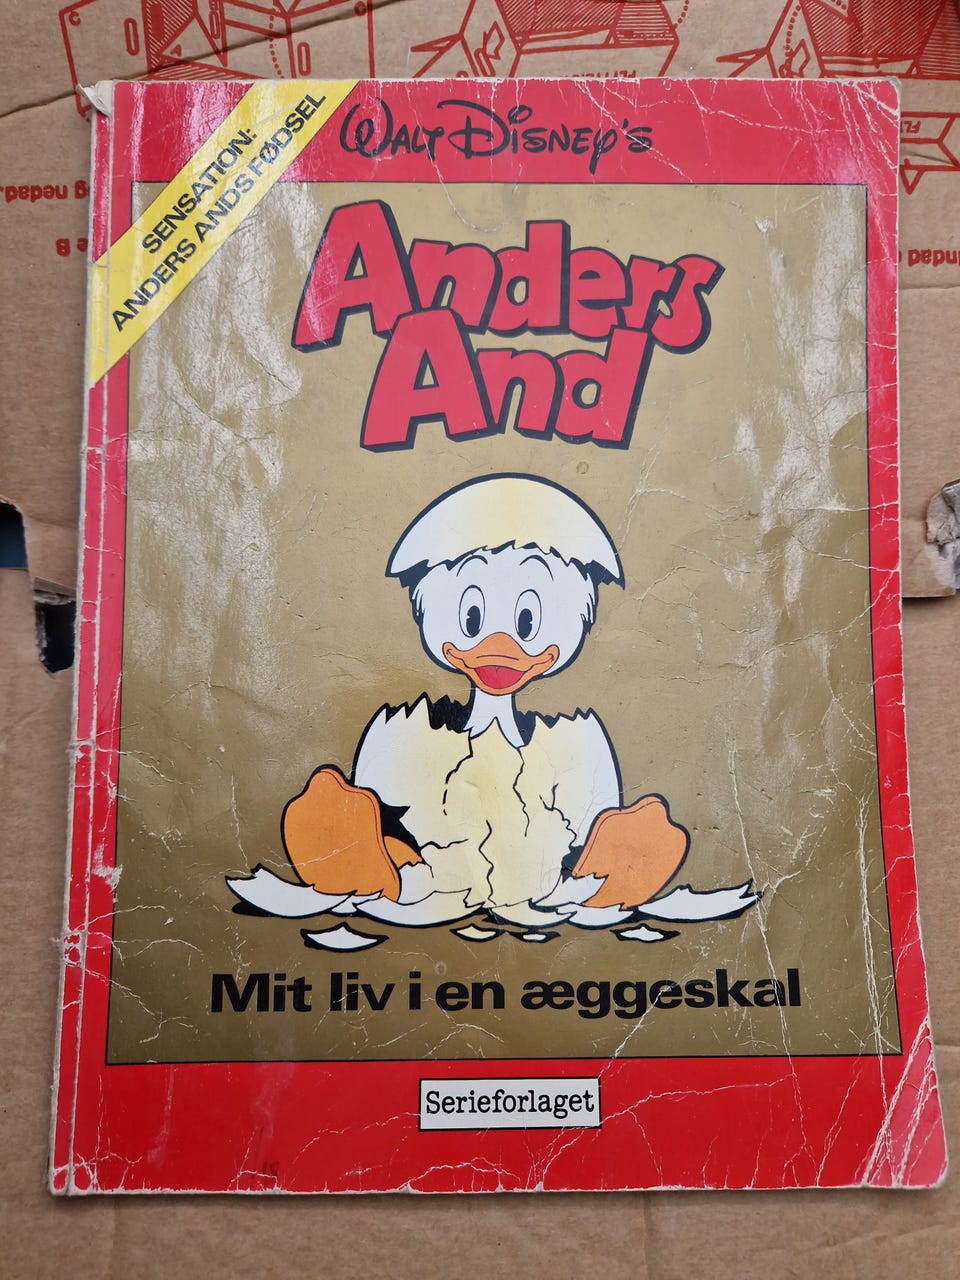 SENSATION:
ANDERS ANDS FØDSEL
WALT DISNEY'S
Anders
And
Mit liv i en æggeskal
Serieforlaget